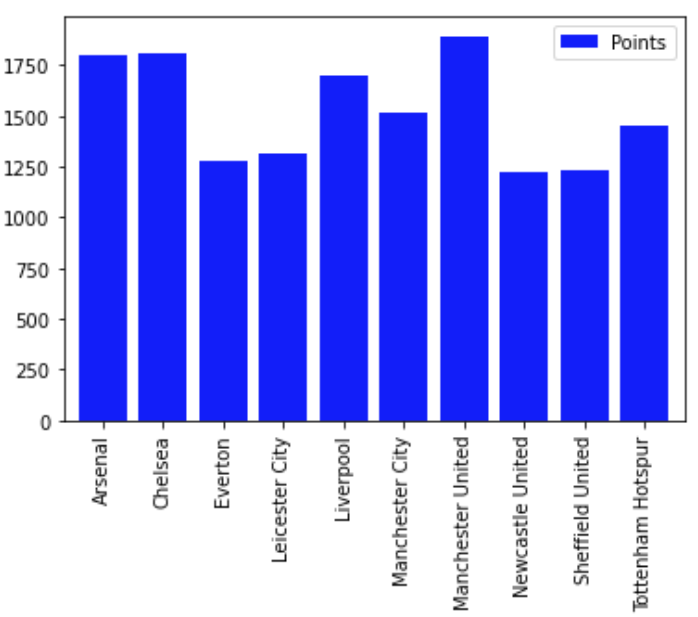 Points
1750
1500
1250
1000
750
500
250
0
Arsenal
Chelsea
Everton
Leicester City
Liverpool
Manchester City
Manchester United
Newcastle United
Sheffield United
Tottenham Hotspur